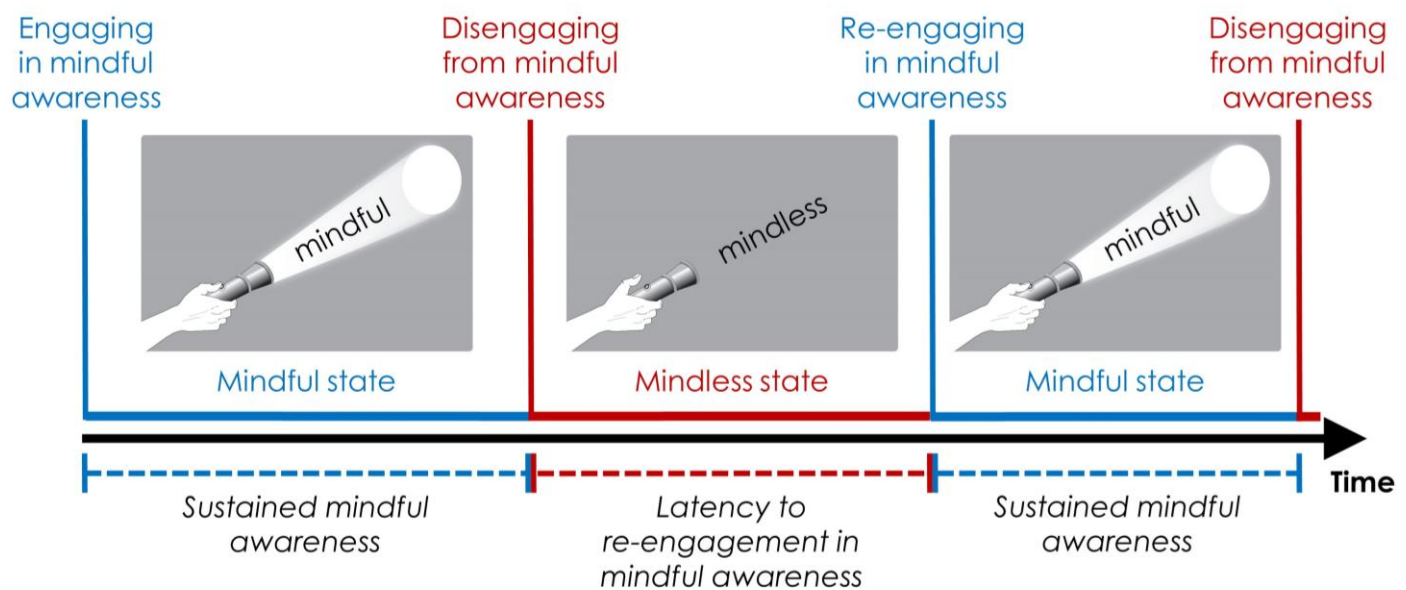 Engaging
in mindful
awareness
Disengaging
from mindful
awareness
Re-engaging
in mindful
awareness
Disengaging
from mindful
awareness
mindful
mindless
mindful
Mindful state
Mindless state
Mindful state
Time
Sustained mindful
awareness
Latency to
re-engagement in
mindful awareness
Sustained mindful
awareness